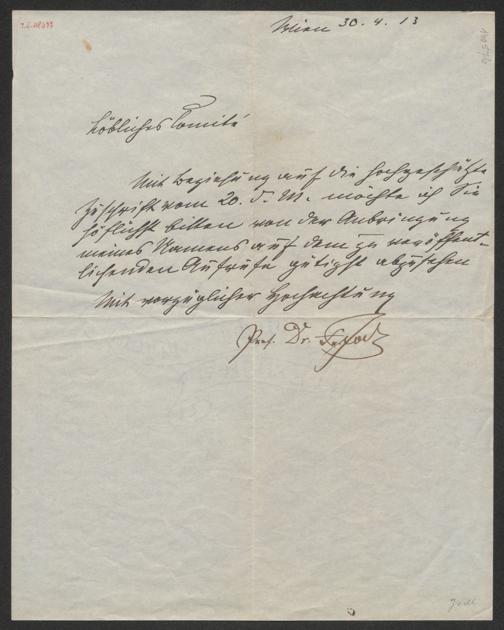 Wien 30. 4. 13
Löbliches Comité
Mit Beziehung auf die hochgeschätzte
Zuschrift vom 20. d. M. möchte ich Sie
höflichst bitten von der Anbringung
meines Namens auf dem zu veröffent-
lichenden Aufrufe gütigst abzusehen
Mit vorzüglicher Hochachtung
Prof. Dr. Fr. Jodl
Jodl